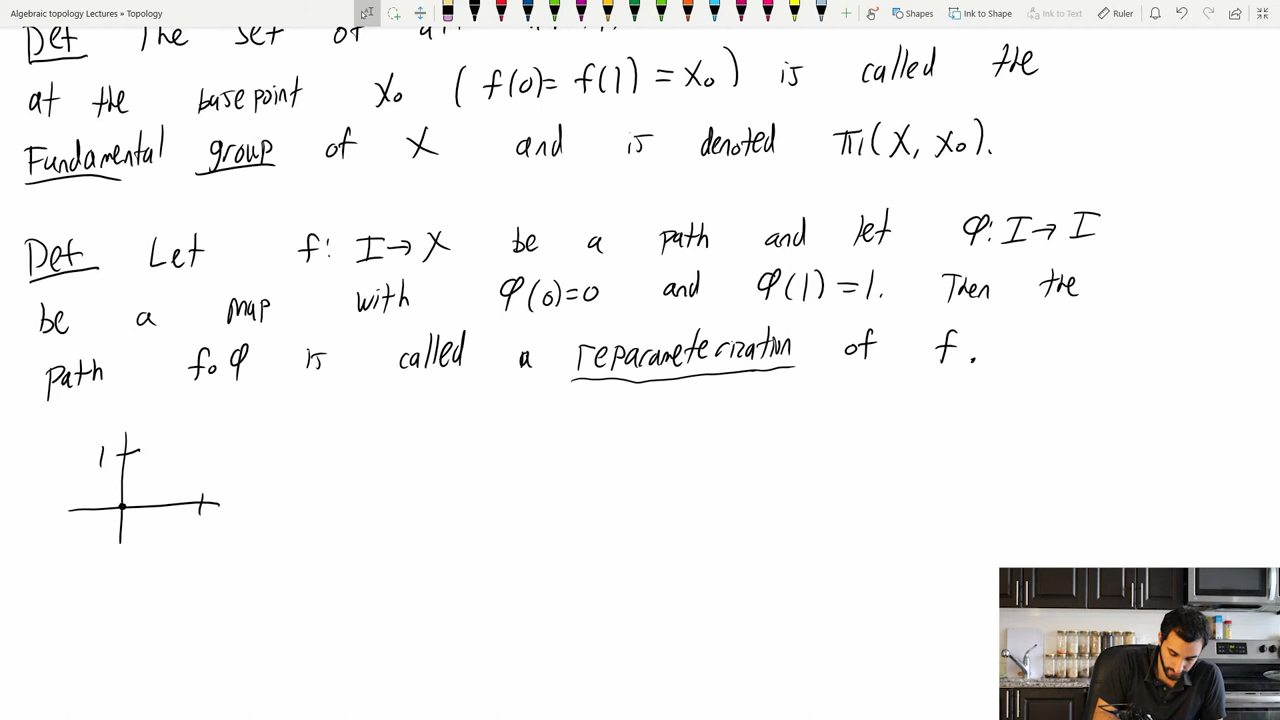 Algebraic topology Lectures » Topology
Shapes Ink to Shape Ink to Text Ruler
Def The set of
at the basepoint x₀ ( f(0)= f(1) = x₀ ) is called the
Fundamental group of X and is denoted π₁(X, x₀).
Def Let f: I→X be a path and let φ: I→I
be a map with φ(0)=0 and φ(1)=1. Then the
path f∘φ is called a reparameterization of f.
1